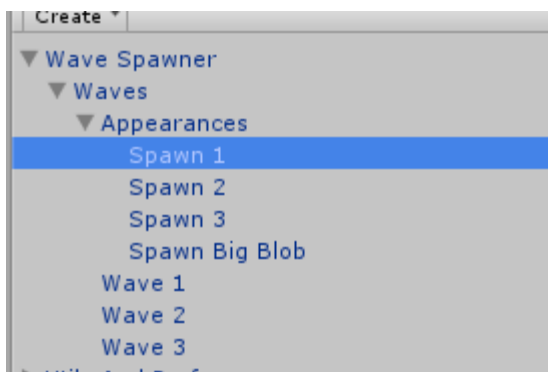 Create
Wave Spawner
Waves
Appearances
Spawn 1
Spawn 2
Spawn 3
Spawn Big Blob
Wave 1
Wave 2
Wave 3